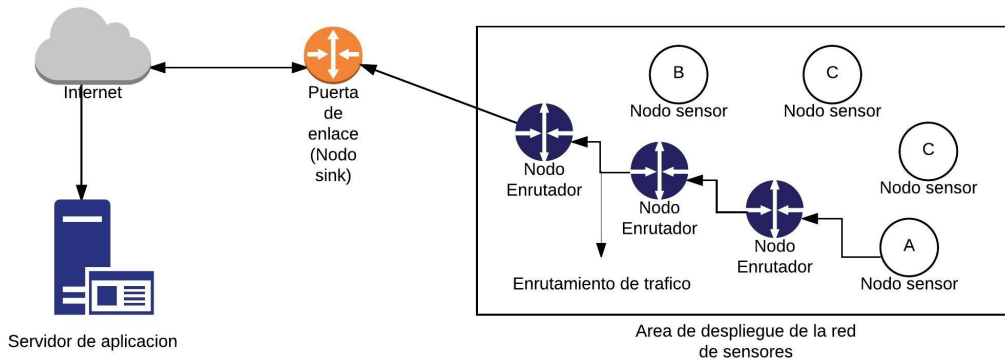 Internet
Puerta
de
enlace
(Nodo
sink)
Servidor de aplicacion
B
Nodo sensor
C
Nodo sensor
C
Nodo sensor
A
Nodo sensor
Nodo
Enrutador
Nodo
Enrutador
Nodo
Enrutador
Enrutamiento de trafico
Area de despliegue de la red
de sensores